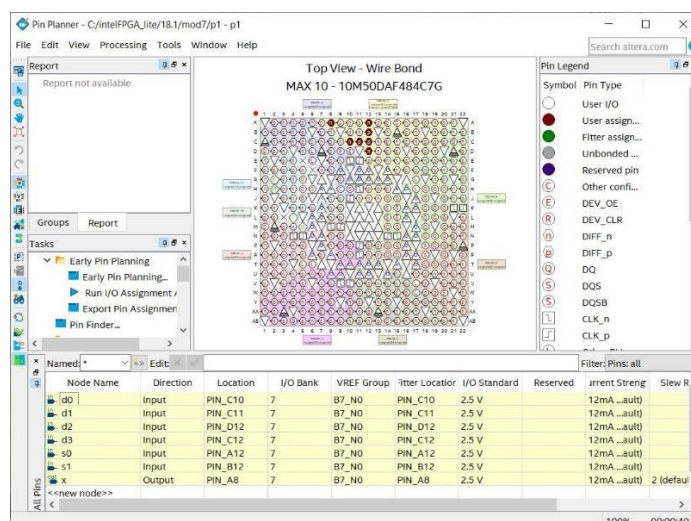 Pin Planner - C:/intelFPGA_lite/18.1/mod7/p1 - p1
File Edit View Processing Tools Window Help
Search altera.com
Report
Report not available
Groups Report
Tasks
Early Pin Planning
Early Pin Planning...
Run I/O Assignment A
Export Pin Assignmen
Pin Finder...
Top View - Wire Bond
MAX 10 - 10M50DAF484C7G
Pin Legend
Symbol Pin Type
User I/O
User assign...
Fitter assign...
Unbonded ...
Reserved pin
Other confi...
E DEV_OE
R DEV_CLR
n DIFF_n
p DIFF_p
Q DQ
S DQS
S DQSB
CLK_n
CLK_p
Named: * Edit: Filter: Pins: all
Node Name Direction Location I/O Bank VREF Group Fitter Location I/O Standard Reserved urrent Streng Slew R
d0 Input PIN_C10 7 B7_N0 PIN_C10 2.5 V 12mA ...ault)
d1 Input PIN_C11 7 B7_N0 PIN_C11 2.5 V 12mA ...ault)
d2 Input PIN_D12 7 B7_N0 PIN_D12 2.5 V 12mA ...ault)
d3 Input PIN_C12 7 B7_N0 PIN_C12 2.5 V 12mA ...ault)
s0 Input PIN_A12 7 B7_N0 PIN_A12 2.5 V 12mA ...ault)
s1 Input PIN_B12 7 B7_N0 PIN_B12 2.5 V 12mA ...ault)
x Output PIN_A8 7 B7_N0 PIN_A8 2.5 V 12mA ...ault) 2 (defaul
<<new node>>
All Pins
100% 00:00:40